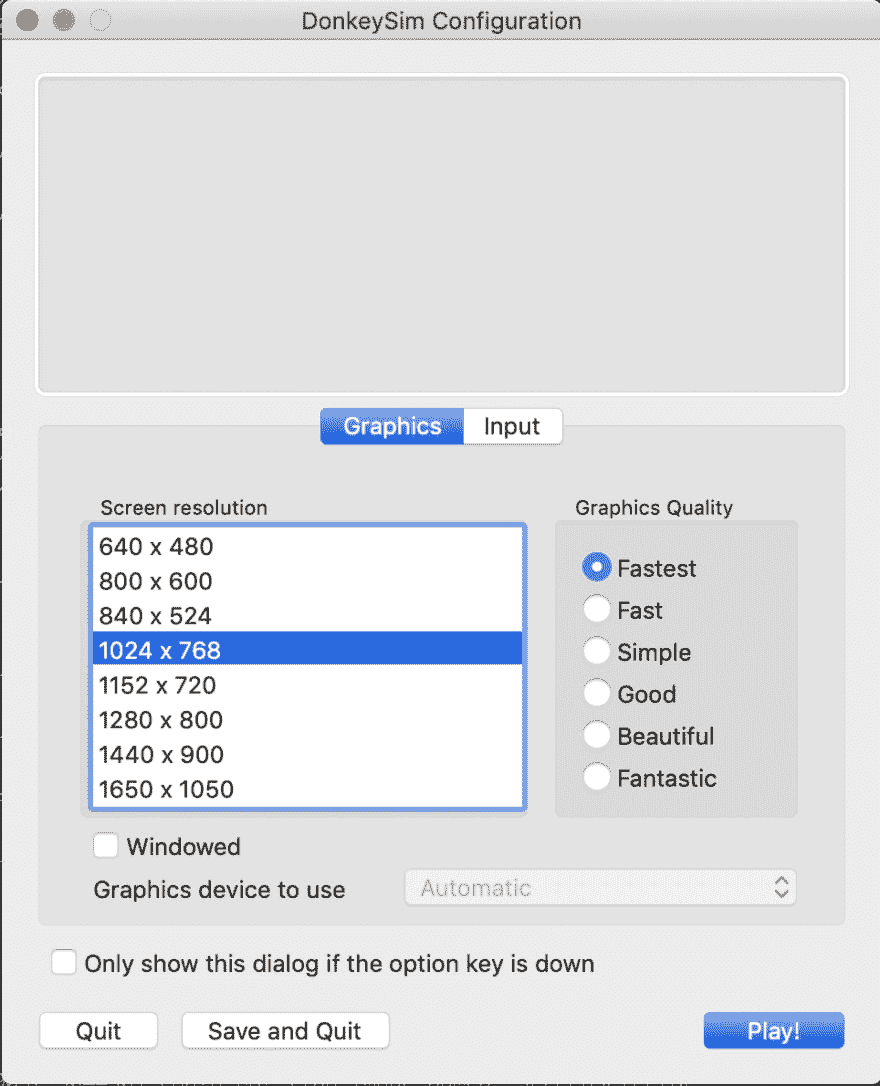 DonkeySim Configuration
Graphics
Input
Screen resolution
640 x 480
800 x 600
840 x 524
1024 x 768
1152 x 720
1280 x 800
1440 x 900
1650 x 1050
Graphics Quality
Fastest
Fast
Simple
Good
Beautiful
Fantastic
Windowed
Graphics device to use
Automatic
Only show this dialog if the option key is down
Quit
Save and Quit
Play!